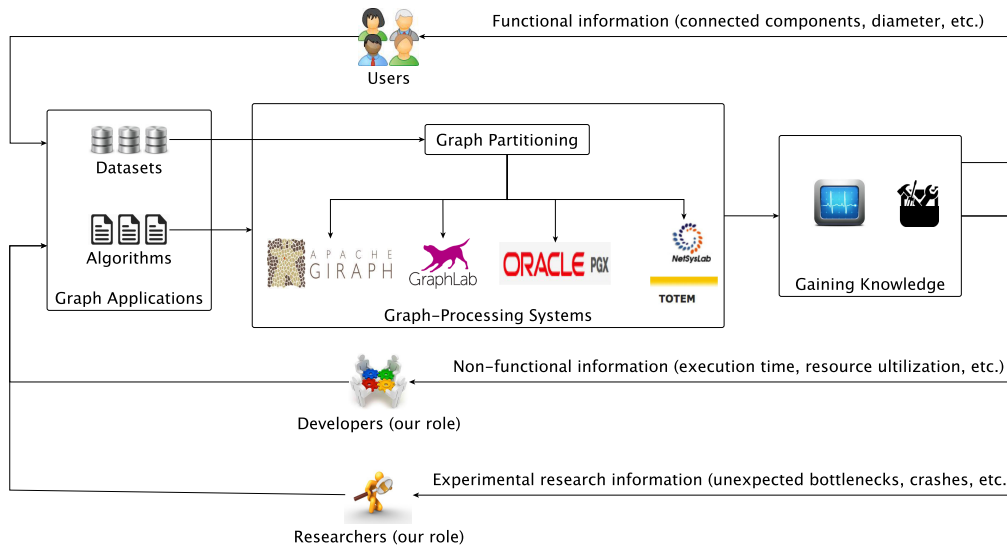 Functional information (connected components, diameter, etc.)
Users
Graph Partitioning
Datasets
Algorithms
Graph Applications
APACHE
GIRAPH
GraphLab
ORACLE PGX
NetSysLab
TOTEM
Graph-Processing Systems
Gaining Knowledge
Non-functional information (execution time, resource ultilization, etc.)
Developers (our role)
Experimental research information (unexpected bottlenecks, crashes, etc.
Researchers (our role)